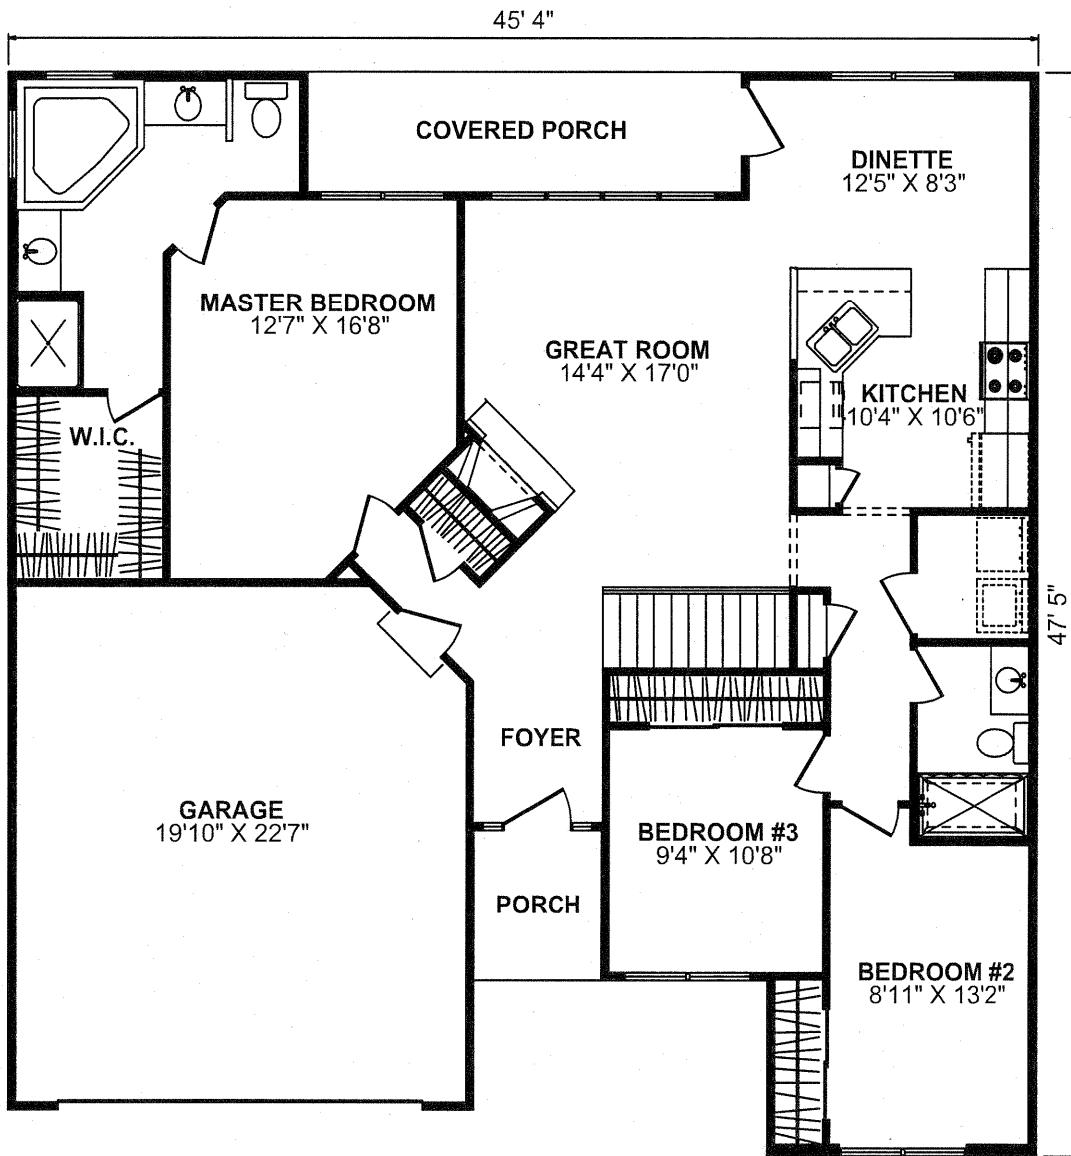 45' 4"
COVERED PORCH
DINETTE
12'5" X 8'3"
MASTER BEDROOM
12'7" X 16'8"
GREAT ROOM
14'4" X 17'0"
KITCHEN
10'4" X 10'6"
W.I.C.
47' 5"
FOYER
GARAGE
19'10" X 22'7"
BEDROOM #3
9'4" X 10'8"
PORCH
BEDROOM #2
8'11" X 13'2"